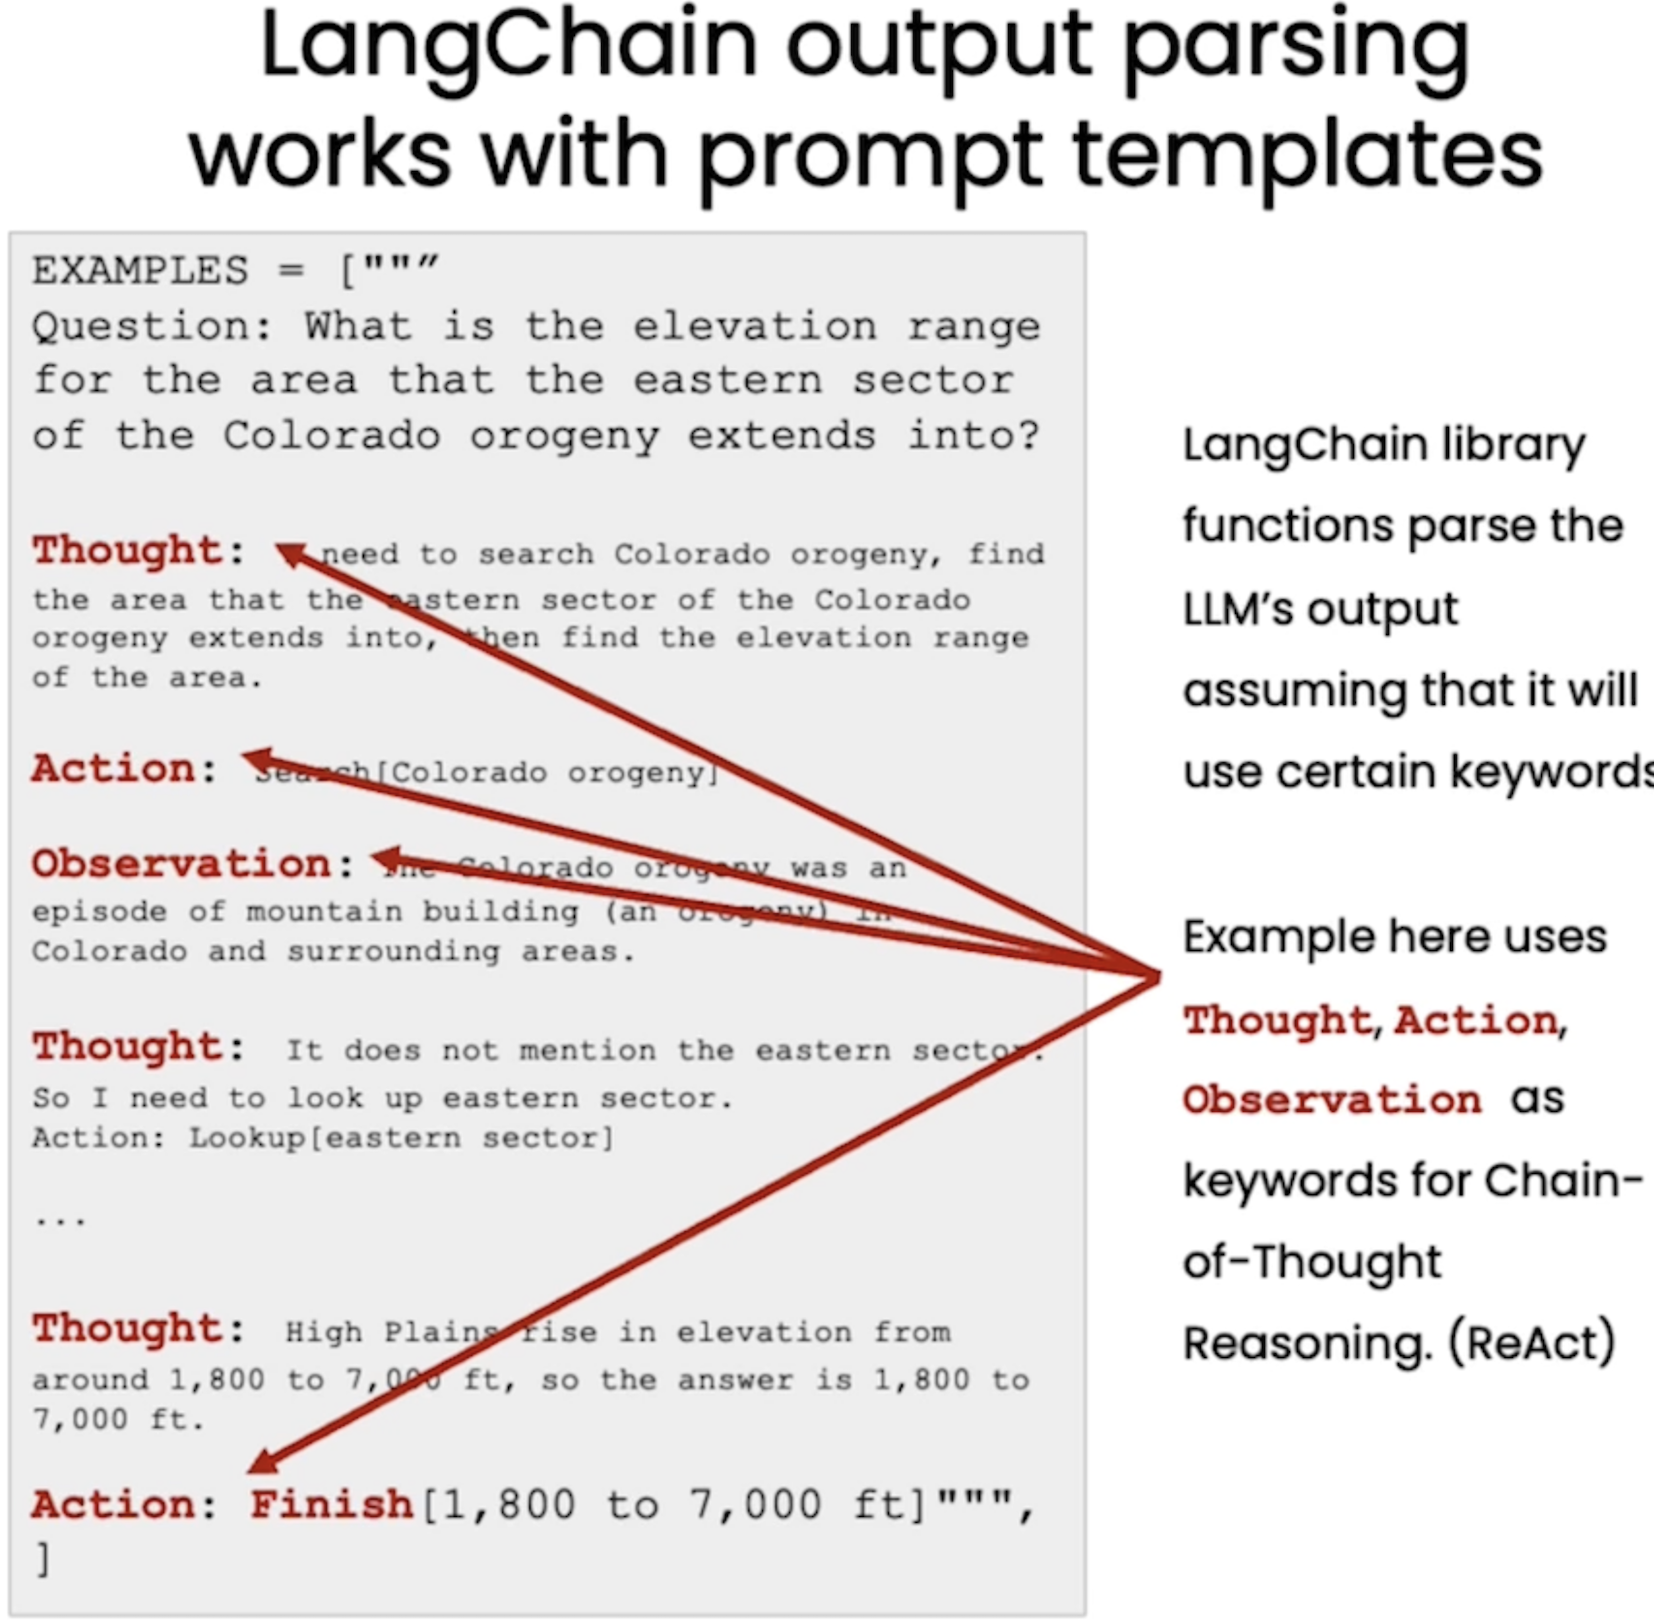 LangChain output parsing
works with prompt templates
EXAMPLES = ["""
Question: What is the elevation range
for the area that the eastern sector
of the Colorado orogeny extends into?
Thought: need to search Colorado orogeny, find
the area that the eastern sector of the Colorado
orogeny extends into, then find the elevation range
of the area.
Action: Search[Colorado orogeny]
Observation: The Colorado orogeny was an
episode of mountain building (an orogeny) in
Colorado and surrounding areas.
Thought: It does not mention the eastern sector.
So I need to look up eastern sector.
Action: Lookup[eastern sector]
...
Thought: High Plains rise in elevation from
around 1,800 to 7,000 ft, so the answer is 1,800 to
7,000 ft.
Action: Finish[1,800 to 7,000 ft]""",
]
LangChain library
functions parse the
LLM's output
assuming that it will
use certain keywords
Example here uses
Thought, Action,
Observation as
keywords for Chain-
of-Thought
Reasoning. (ReAct)